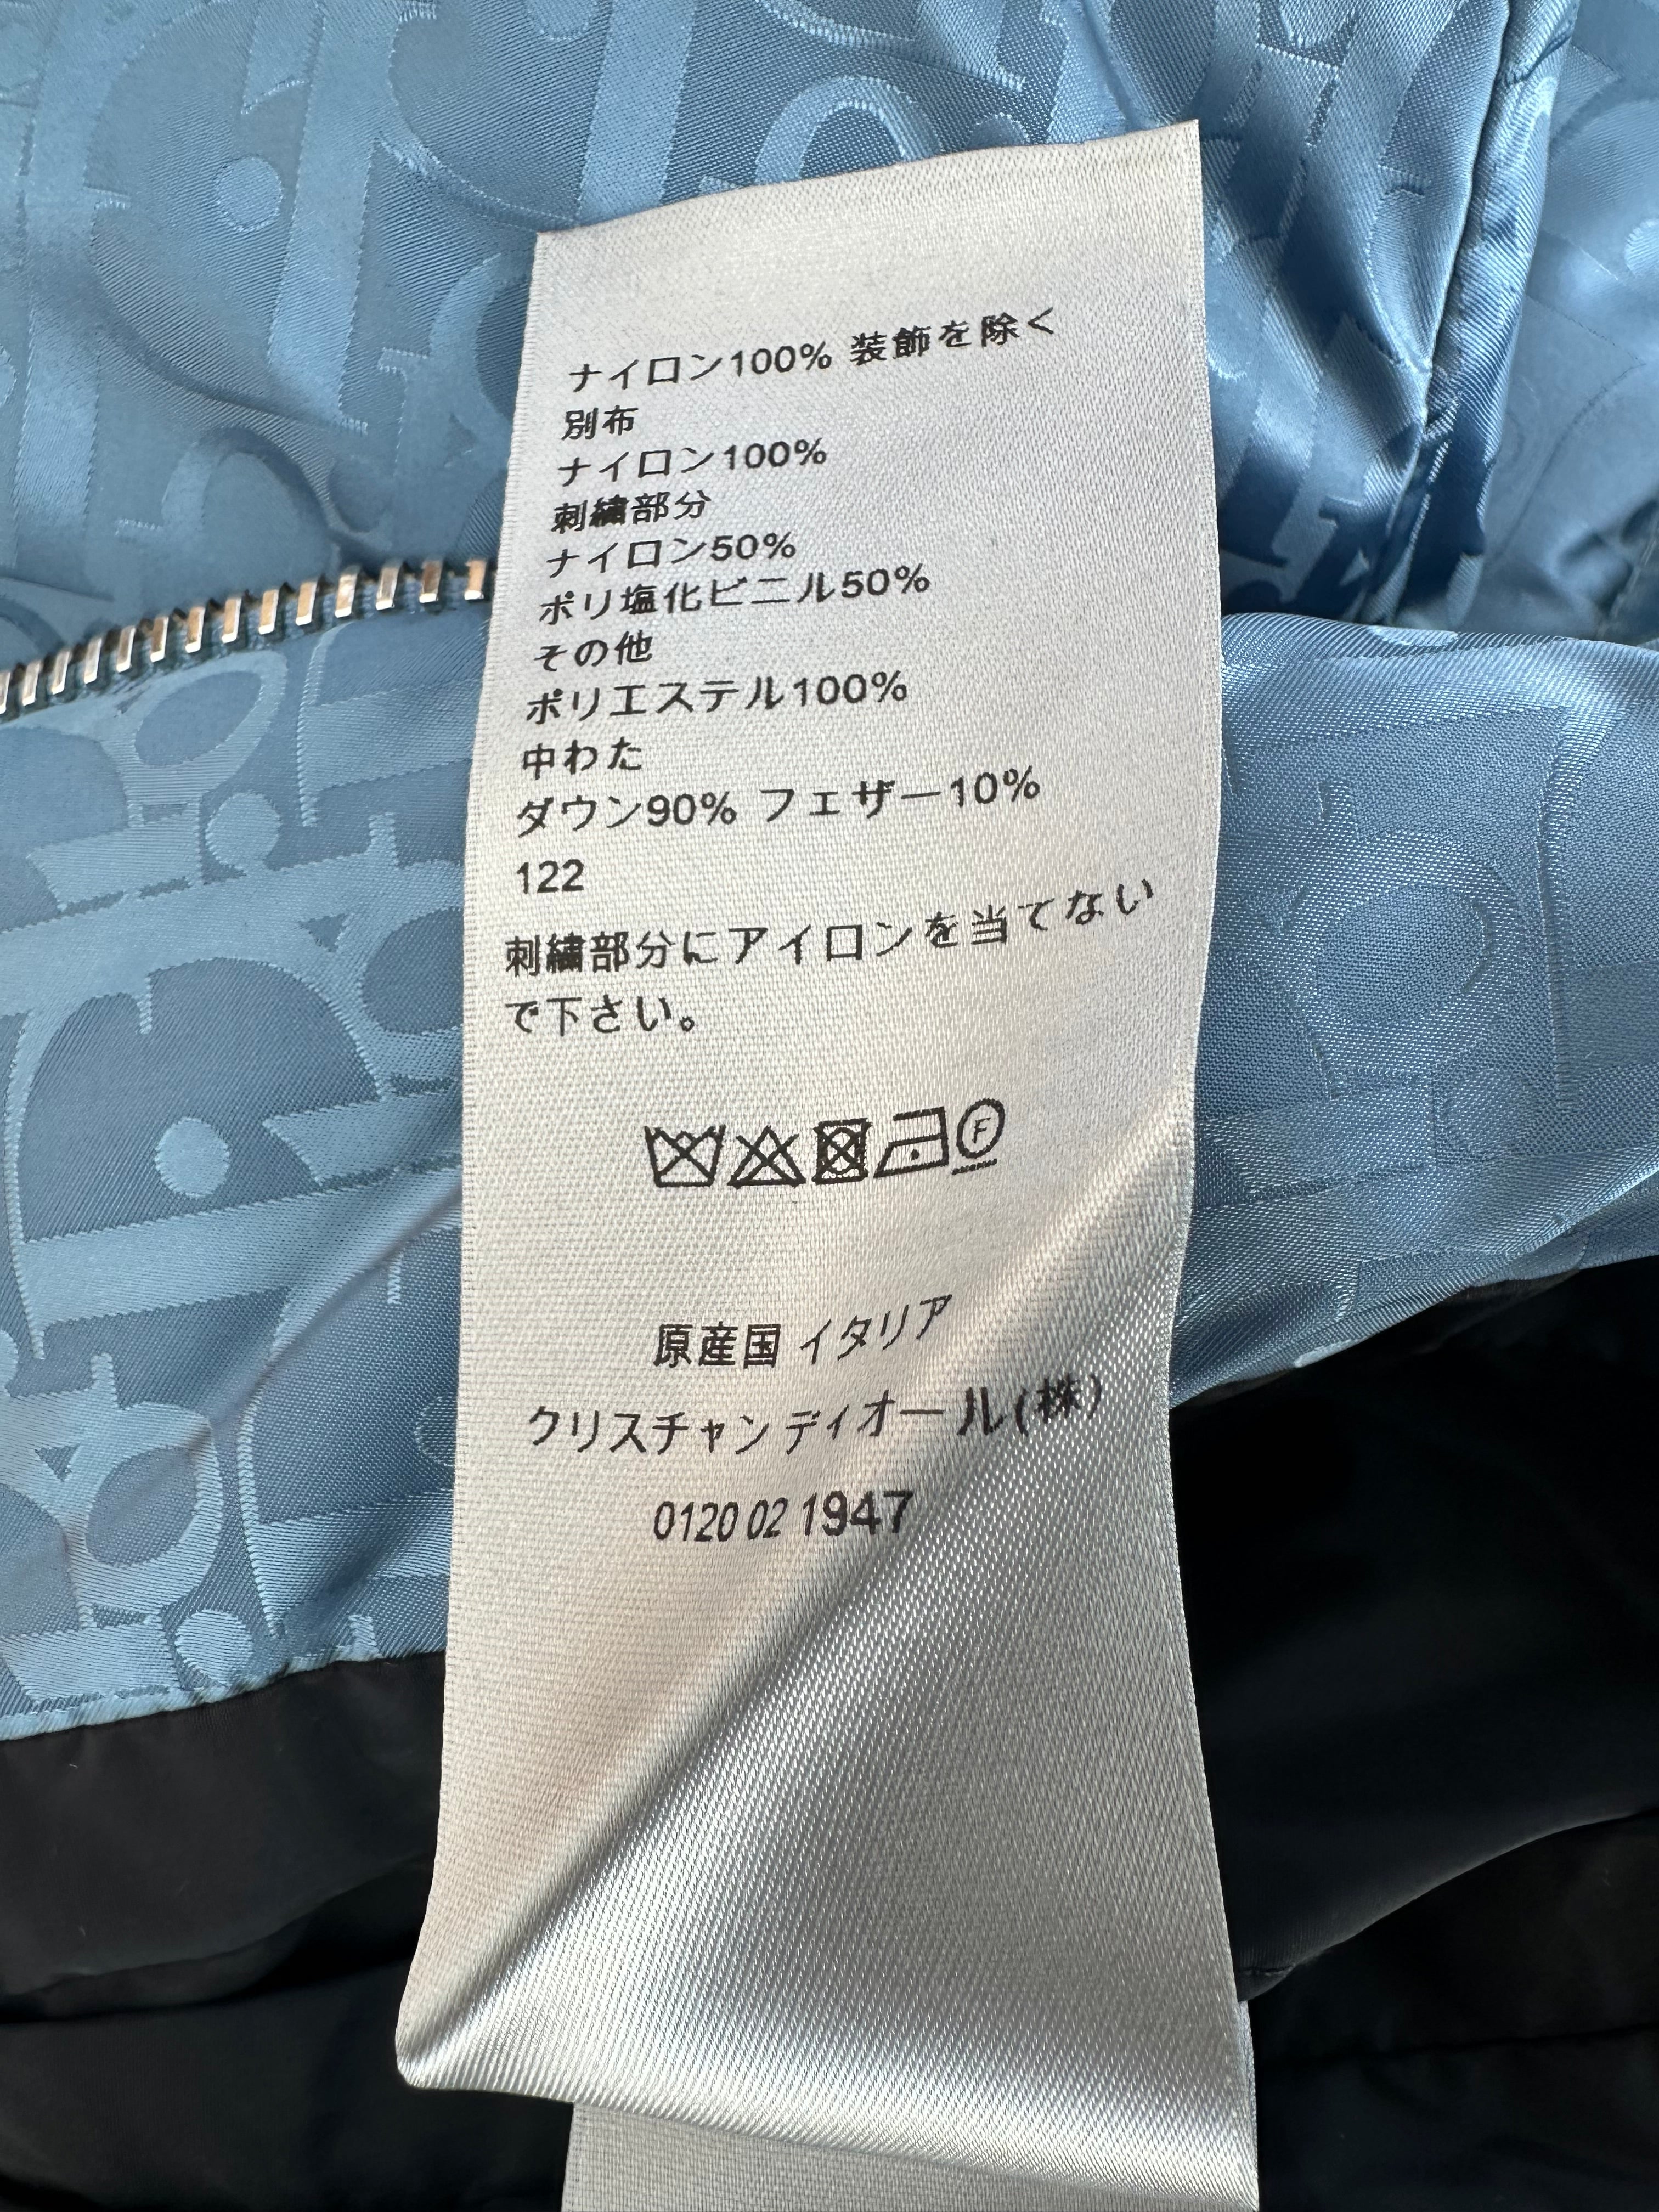 ナイロン100% 装飾を除く
別布
ナイロン100%
刺繍部分
ナイロン50%
ポリ塩化ビニル50%
その他
ポリエステル100%
中わた
ダウン90% フェザー10%
122
刺繍部分にアイロンを当てない
で下さい。
F
原産国 イタリア
クリスチャン ディオール(株)
0120 02 1947